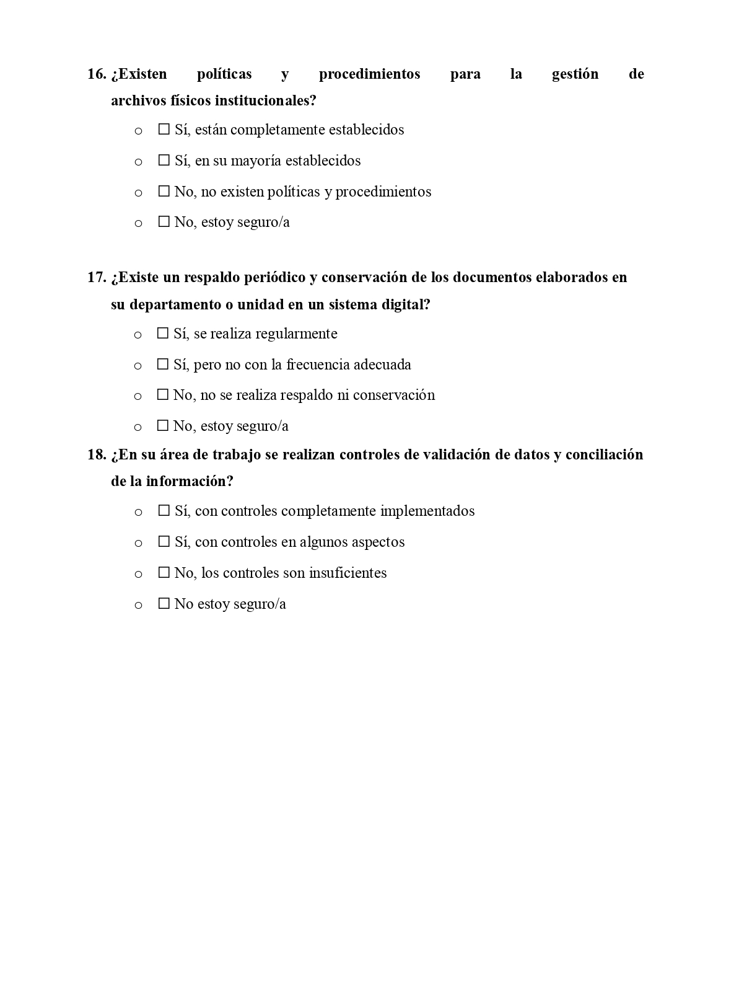 16. ¿Existen políticas y procedimientos para la gestión de
archivos físicos institucionales?
o ☐ Sí, están completamente establecidos
o ☐ Sí, en su mayoría establecidos
o ☐ No, no existen políticas y procedimientos
o ☐ No, estoy seguro/a
17. ¿Existe un respaldo periódico y conservación de los documentos elaborados en
su departamento o unidad en un sistema digital?
o ☐ Sí, se realiza regularmente
o ☐ Sí, pero no con la frecuencia adecuada
o ☐ No, no se realiza respaldo ni conservación
o ☐ No, estoy seguro/a
18. ¿En su área de trabajo se realizan controles de validación de datos y conciliación
de la información?
o ☐ Sí, con controles completamente implementados
o ☐ Sí, con controles en algunos aspectos
o ☐ No, los controles son insuficientes
o ☐ No estoy seguro/a